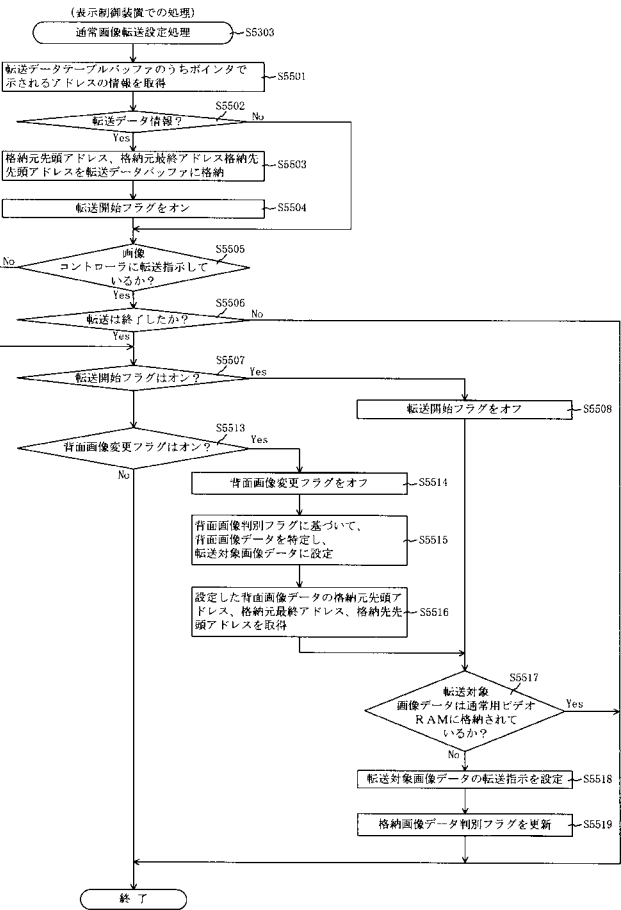 (表示制御装置での処理)
通常画像転送設定処理
S5303
転送データテーブルバッファのうちポインタで
示されるアドレスの情報を取得
S5501
S5502
転送データ情報?
No
Yes
格納元先頭アドレス、格納元最終アドレス格納先
先頭アドレスを転送データバッファに格納
S5503
転送開始フラグをオン
S5504
S5505
画像
コントローラに転送指示して
いるか?
No
Yes
S5506
転送は終了したか?
No
Yes
S5507
転送開始フラグはオン?
Yes
転送開始フラグをオフ
S5508
S5513
背面画像変更フラグはオン?
Yes
No
背面画像変更フラグをオフ
S5514
背面画像判別フラグに基づいて、
背面画像データを特定し、
転送対象画像データに設定
S5515
設定した背面画像データの格納元先頭ア
ドレス、格納元最終アドレス、格納先先
頭アドレスを取得
S5516
S5517
転送対象
画像データは通常用ビデオ
RAMに格納されて
いるか?
Yes
No
転送対象画像データの転送指示を設定
S5518
格納画像データ判別フラグを更新
S5519
終了